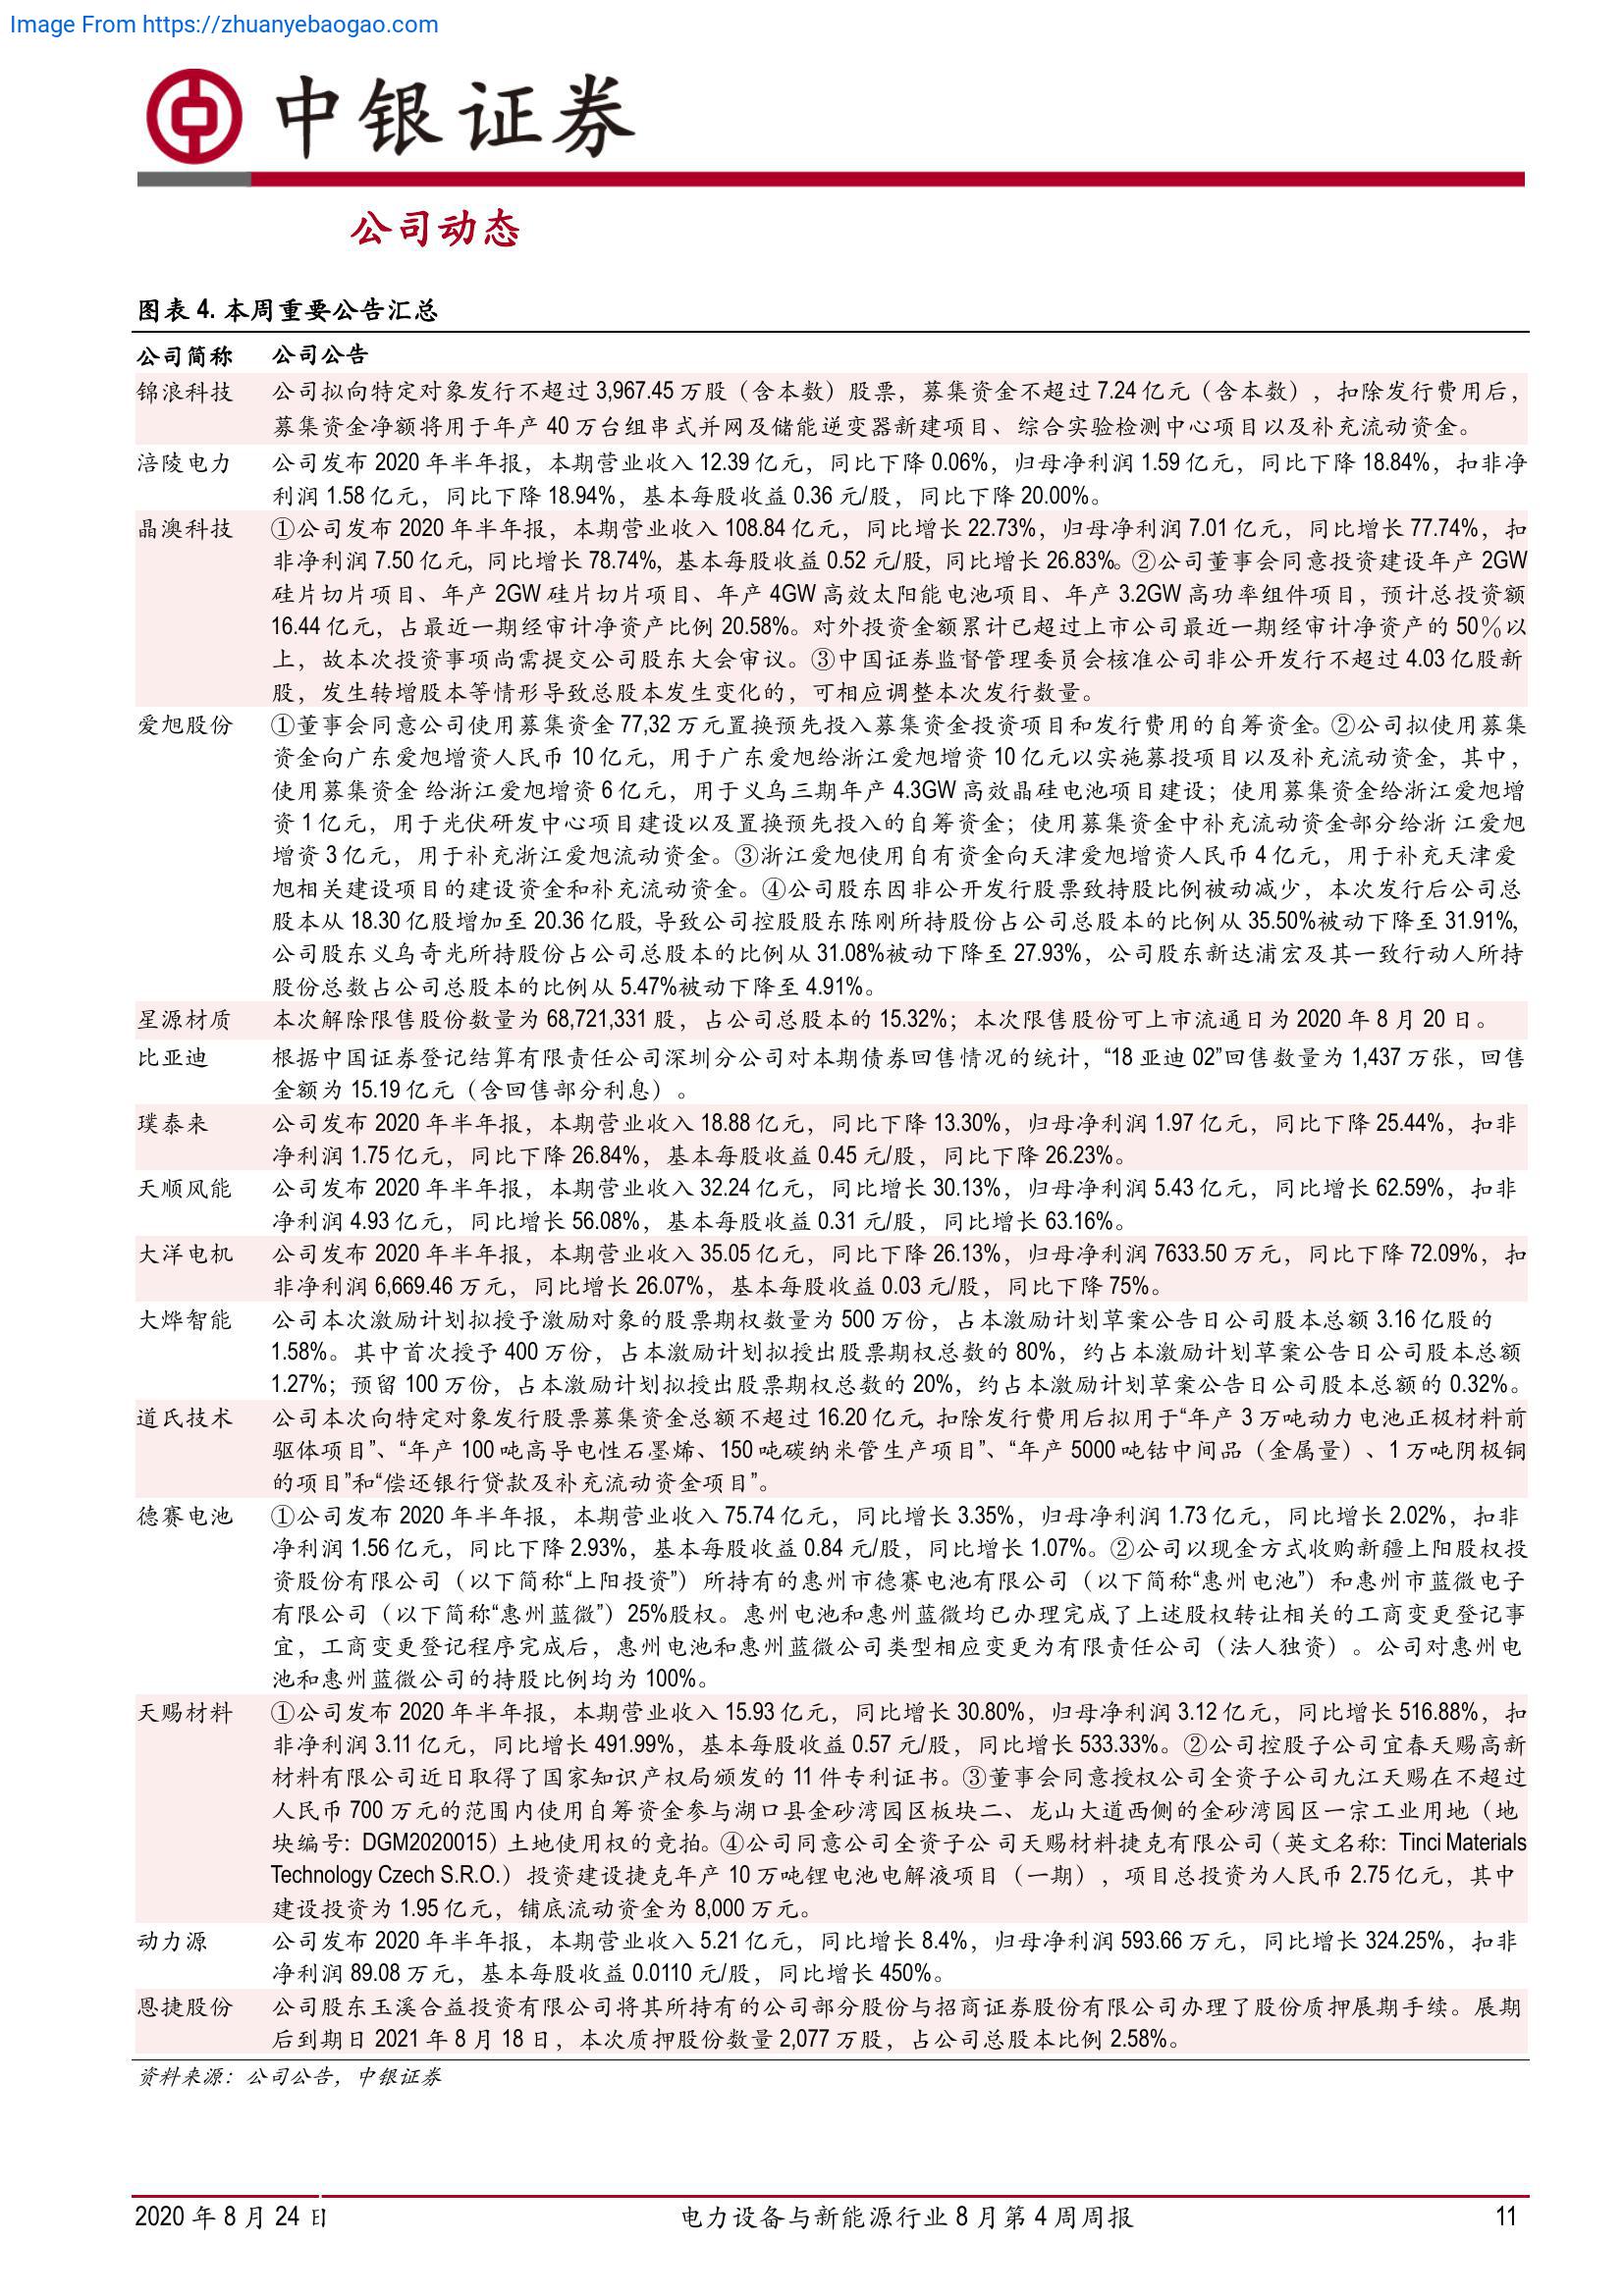 Image From https://zhuanyebaogao.com
中银证券
公司动态
图表 4. 本周重要公告汇总
公司简称 公司公告
锦浪科技 公司拟向特定对象发行不超过 3,967.45 万股（含本数）股票，募集资金不超过 7.24 亿元（含本数），扣除发行费用后，
募集资金净额将用于年产 40 万台组串式并网及储能逆变器新建项目、综合实验检测中心项目以及补充流动资金。
涪陵电力 公司发布 2020 年半年报，本期营业收入 12.39 亿元，同比下降 0.06%，归母净利润 1.59 亿元，同比下降 18.84%，扣非净
利润 1.58 亿元，同比下降 18.94%，基本每股收益 0.36 元/股，同比下降 20.00%。
晶澳科技 ①公司发布 2020 年半年报，本期营业收入 108.84 亿元，同比增长 22.73%，归母净利润 7.01 亿元，同比增长 77.74%，扣
非净利润 7.50 亿元，同比增长 78.74%，基本每股收益 0.52 元/股，同比增长 26.83%。②公司董事会同意投资建设年产 2GW
硅片切片项目、年产 2GW 硅片切片项目、年产 4GW 高效太阳能电池项目、年产 3.2GW 高功率组件项目，预计总投资额
16.44 亿元，占最近一期经审计净资产比例 20.58%。对外投资金额累计已超过上市公司最近一期经审计净资产的 50％以
上，故本次投资事项尚需提交公司股东大会审议。③中国证券监督管理委员会核准公司非公开发行不超过 4.03 亿股新
股，发生转增股本等情形导致总股本发生变化的，可相应调整本次发行数量。
爱旭股份 ①董事会同意公司使用募集资金 77,32 万元置换预先投入募集资金投资项目和发行费用的自筹资金。②公司拟使用募集
资金向广东爱旭增资人民币 10 亿元，用于广东爱旭给浙江爱旭增资 10 亿元以实施募投项目以及补充流动资金，其中，
使用募集资金 给浙江爱旭增资 6 亿元，用于义乌三期年产 4.3GW 高效晶硅电池项目建设；使用募集资金给浙江爱旭增
资 1 亿元，用于光伏研发中心项目建设以及置换预先投入的自筹资金；使用募集资金中补充流动资金部分给浙 江爱旭
增资 3 亿元，用于补充浙江爱旭流动资金。③浙江爱旭使用自有资金向天津爱旭增资人民币 4 亿元，用于补充天津爱
旭相关建设项目的建设资金和补充流动资金。④公司股东因非公开发行股票致持股比例被动减少，本次发行后公司总
股本从 18.30 亿股增加至 20.36 亿股，导致公司控股股东陈刚所持股份占公司总股本的比例从 35.50%被动下降至 31.91%，
公司股东义乌奇光所持股份占公司总股本的比例从 31.08%被动下降至 27.93%，公司股东新达浦宏及其一致行动人所持
股份总数占公司总股本的比例从 5.47%被动下降至 4.91%。
星源材质 本次解除限售股份数量为 68,721,331 股，占公司总股本的 15.32%；本次限售股份可上市流通日为 2020 年 8 月 20 日。
比亚迪 根据中国证券登记结算有限责任公司深圳分公司对本期债券回售情况的统计，“18 亚迪 02”回售数量为 1,437 万张，回售
金额为 15.19 亿元（含回售部分利息）。
璞泰来 公司发布 2020 年半年报，本期营业收入 18.88 亿元，同比下降 13.30%，归母净利润 1.97 亿元，同比下降 25.44%，扣非
净利润 1.75 亿元，同比下降 26.84%，基本每股收益 0.45 元/股，同比下降 26.23%。
天顺风能 公司发布 2020 年半年报，本期营业收入 32.24 亿元，同比增长 30.13%，归母净利润 5.43 亿元，同比增长 62.59%，扣非
净利润 4.93 亿元，同比增长 56.08%，基本每股收益 0.31 元/股，同比增长 63.16%。
大洋电机 公司发布 2020 年半年报，本期营业收入 35.05 亿元，同比下降 26.13%，归母净利润 7633.50 万元，同比下降 72.09%，扣
非净利润 6,669.46 万元，同比增长 26.07%，基本每股收益 0.03 元/股，同比下降 75%。
大烨智能 公司本次激励计划拟授予激励对象的股票期权数量为 500 万份，占本激励计划草案公告日公司股本总额 3.16 亿股的
1.58%。其中首次授予 400 万份，占本激励计划拟授出股票期权总数的 80%，约占本激励计划草案公告日公司股本总额
1.27%；预留 100 万份，占本激励计划拟授出股票期权总数的 20%，约占本激励计划草案公告日公司股本总额的 0.32%。
道氏技术 公司本次向特定对象发行股票募集资金总额不超过 16.20 亿元，扣除发行费用后拟用于“年产 3 万吨动力电池正极材料前
驱体项目”、“年产 100 吨高导电性石墨烯、150 吨碳纳米管生产项目”、“年产 5000 吨钴中间品（金属量）、1 万吨阴极铜
的项目”和“偿还银行贷款及补充流动资金项目”。
德赛电池 ①公司发布 2020 年半年报，本期营业收入 75.74 亿元，同比增长 3.35%，归母净利润 1.73 亿元，同比增长 2.02%，扣非
净利润 1.56 亿元，同比下降 2.93%，基本每股收益 0.84 元/股，同比增长 1.07%。②公司以现金方式收购新疆上阳股权投
资股份有限公司（以下简称“上阳投资”）所持有的惠州市德赛电池有限公司（以下简称“惠州电池”）和惠州市蓝微电子
有限公司（以下简称“惠州蓝微”）25%股权。惠州电池和惠州蓝微均已办理完成了上述股权转让相关的工商变更登记事
宜，工商变更登记程序完成后，惠州电池和惠州蓝微公司类型相应变更为有限责任公司（法人独资）。公司对惠州电
池和惠州蓝微公司的持股比例均为 100%。
天赐材料 ①公司发布 2020 年半年报，本期营业收入 15.93 亿元，同比增长 30.80%，归母净利润 3.12 亿元，同比增长 516.88%，扣
非净利润 3.11 亿元，同比增长 491.99%，基本每股收益 0.57 元/股，同比增长 533.33%。②公司控股子公司宜春天赐高新
材料有限公司近日取得了国家知识产权局颁发的 11 件专利证书。③董事会同意授权公司全资子公司九江天赐在不超过
人民币 700 万元的范围内使用自筹资金参与湖口县金砂湾园区板块二、龙山大道西侧的金砂湾园区一宗工业用地（地
块编号：DGM2020015）土地使用权的竞拍。④公司同意公司全资子公 司天赐材料捷克有限公司（英文名称：Tinci Materials
Technology Czech S.R.O.）投资建设捷克年产 10 万吨锂电池电解液项目（一期），项目总投资为人民币 2.75 亿元，其中
建设投资为 1.95 亿元，铺底流动资金为 8,000 万元。
动力源 公司发布 2020 年半年报，本期营业收入 5.21 亿元，同比增长 8.4%，归母净利润 593.66 万元，同比增长 324.25%，扣非
净利润 89.08 万元，基本每股收益 0.0110 元/股，同比增长 450%。
恩捷股份 公司股东玉溪合益投资有限公司将其所持有的公司部分股份与招商证券股份有限公司办理了股份质押展期手续。展期
后到期日 2021 年 8 月 18 日，本次质押股份数量 2,077 万股，占公司总股本比例 2.58%。
资料来源：公司公告，中银证券
2020 年 8 月 24 日 电力设备与新能源行业 8 月第 4 周周报 11